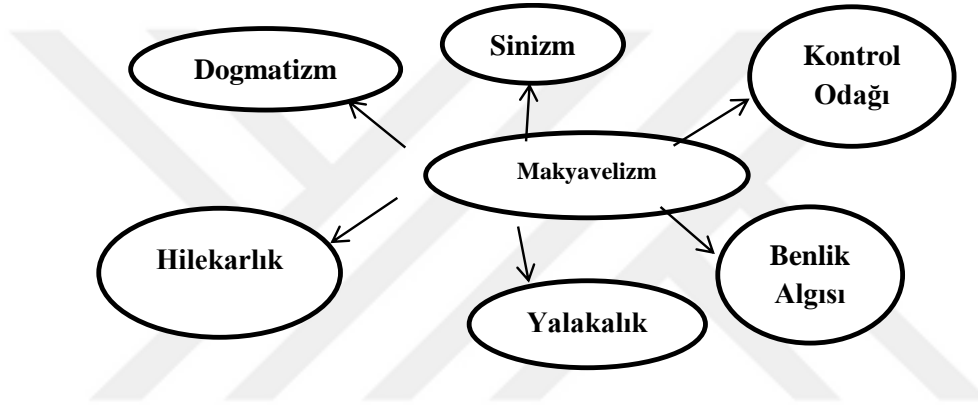 Sinizm
Dogmatizm
Kontrol
Odağı
Makyavelizm
Hilekarlık
Benlik
Algısı
Yalakalık